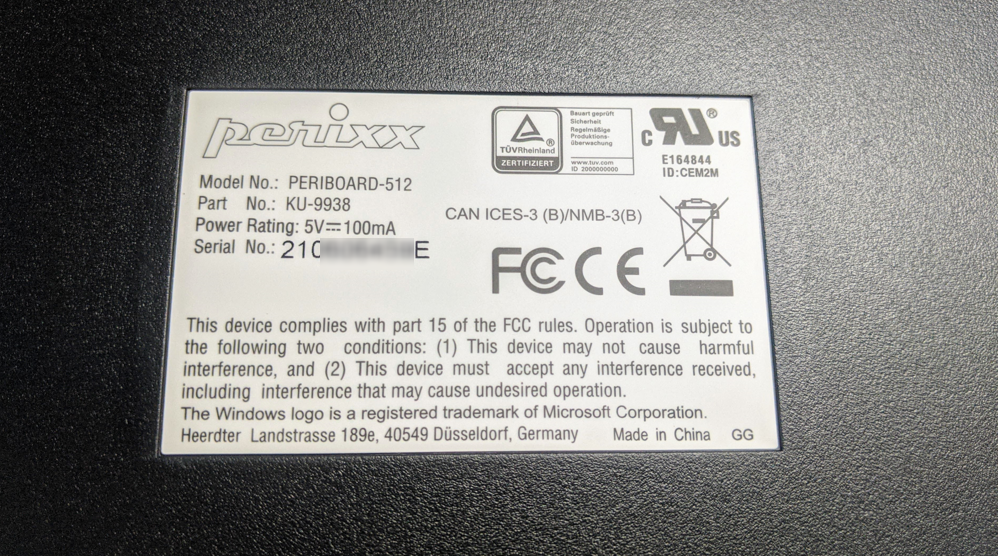 perixx
Model No.: PERIBOARD-512
Part No.: KU-9938
Power Rating: 5V⎓100mA
Serial No.: 210 E
TÜVRheinland
ZERTIFIZIERT
Bauart geprüft
Sicherheit
Regelmäßige
Produktions-
überwachung
www.tuv.com
ID 2000000000
C RU ® US
E164844
ID:CEM2M
CAN ICES-3 (B)/NMB-3(B)
FC CE
This device complies with part 15 of the FCC rules. Operation is subject to
the following two conditions: (1) This device may not cause harmful
interference, and (2) This device must accept any interference received,
including interference that may cause undesired operation.
The Windows logo is a registered trademark of Microsoft Corporation.
Heerdter Landstrasse 189e, 40549 Düsseldorf, Germany Made in China GG